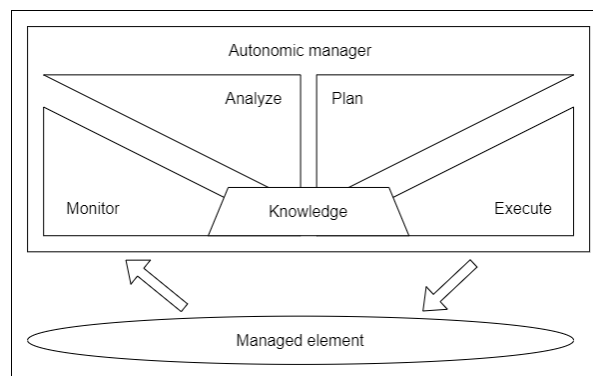 Autonomic manager
Analyze
Plan
Monitor
Knowledge
Execute
Managed element